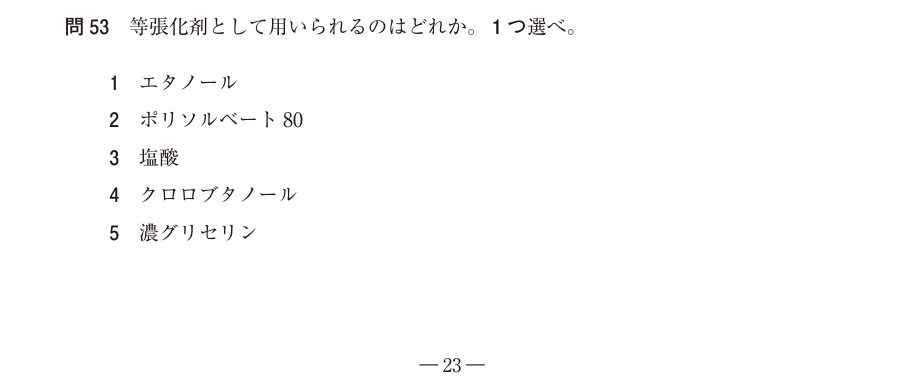 問 53　等張化剤として用いられるのはどれか。1つ選べ。
1　エタノール
2　ポリソルベート 80
3　塩酸
4　クロロブタノール
5　濃グリセリン
― 23 ―